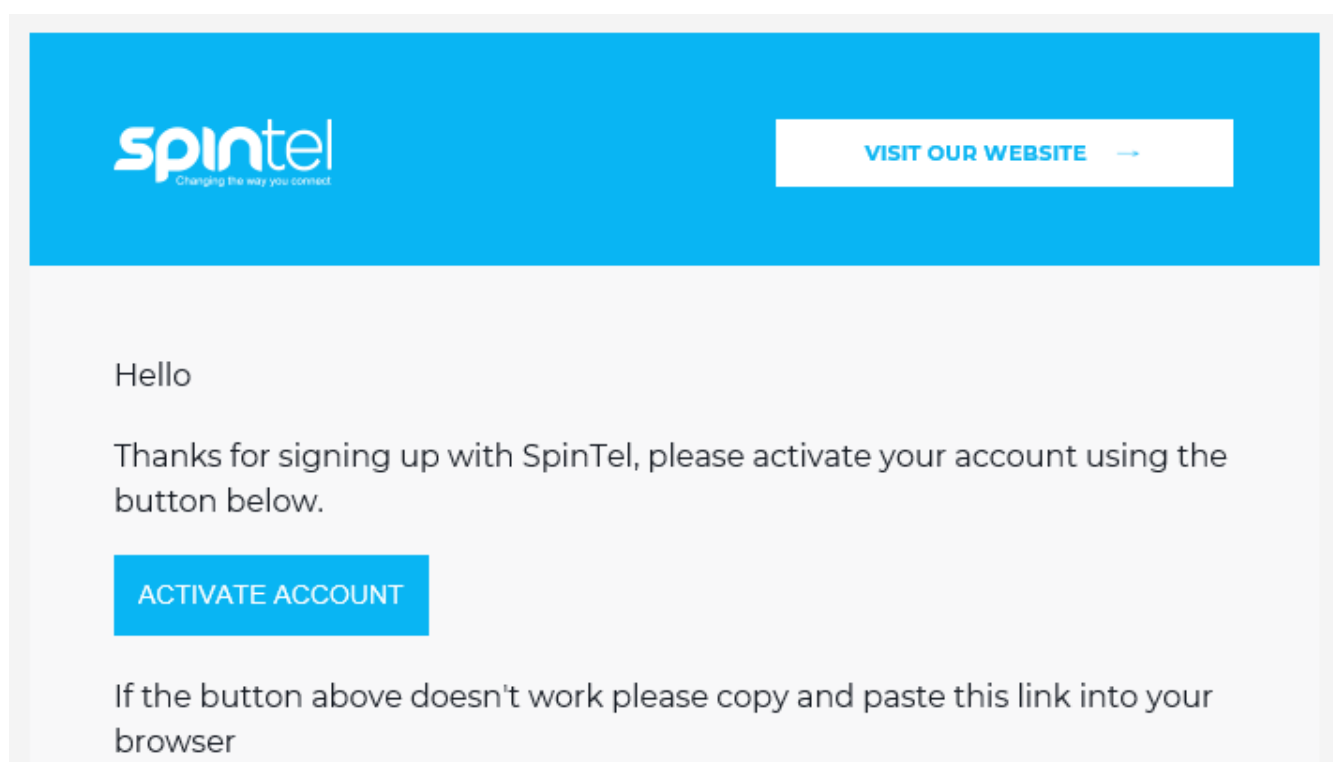 spintel
Changing the way you connect
VISIT OUR WEBSITE →
Hello
Thanks for signing up with SpinTel, please activate your account using the
button below.
ACTIVATE ACCOUNT
If the button above doesn't work please copy and paste this link into your
browser